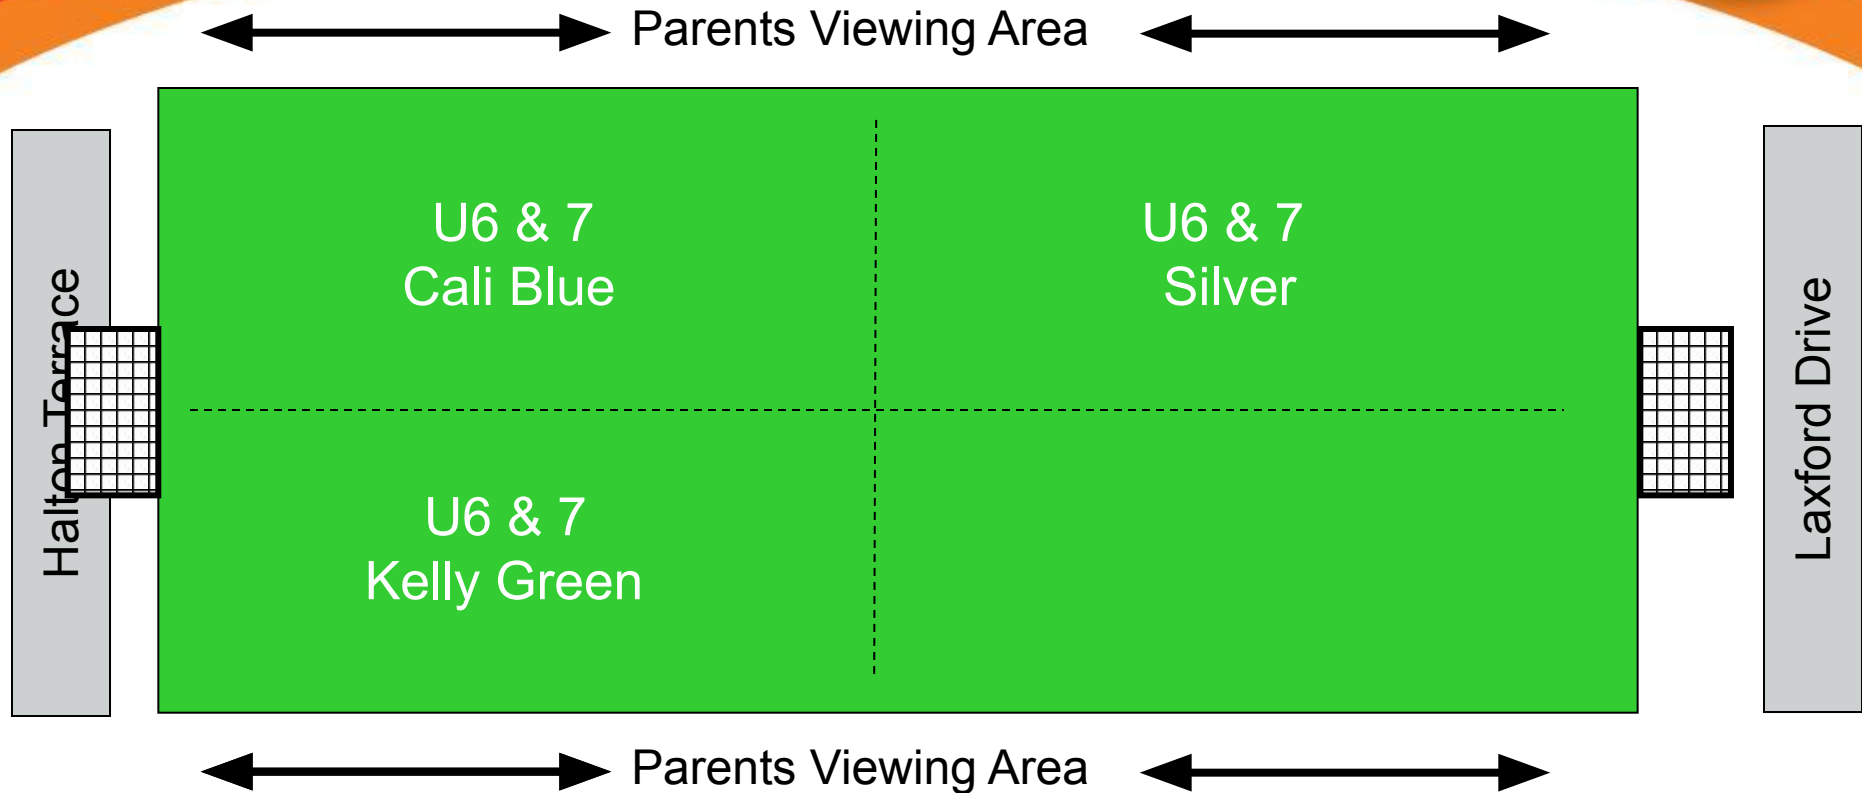 Parents Viewing Area
U6 & 7
Cali Blue
U6 & 7
Silver
Halton Terrace
Laxford Drive
U6 & 7
Kelly Green
Parents Viewing Area